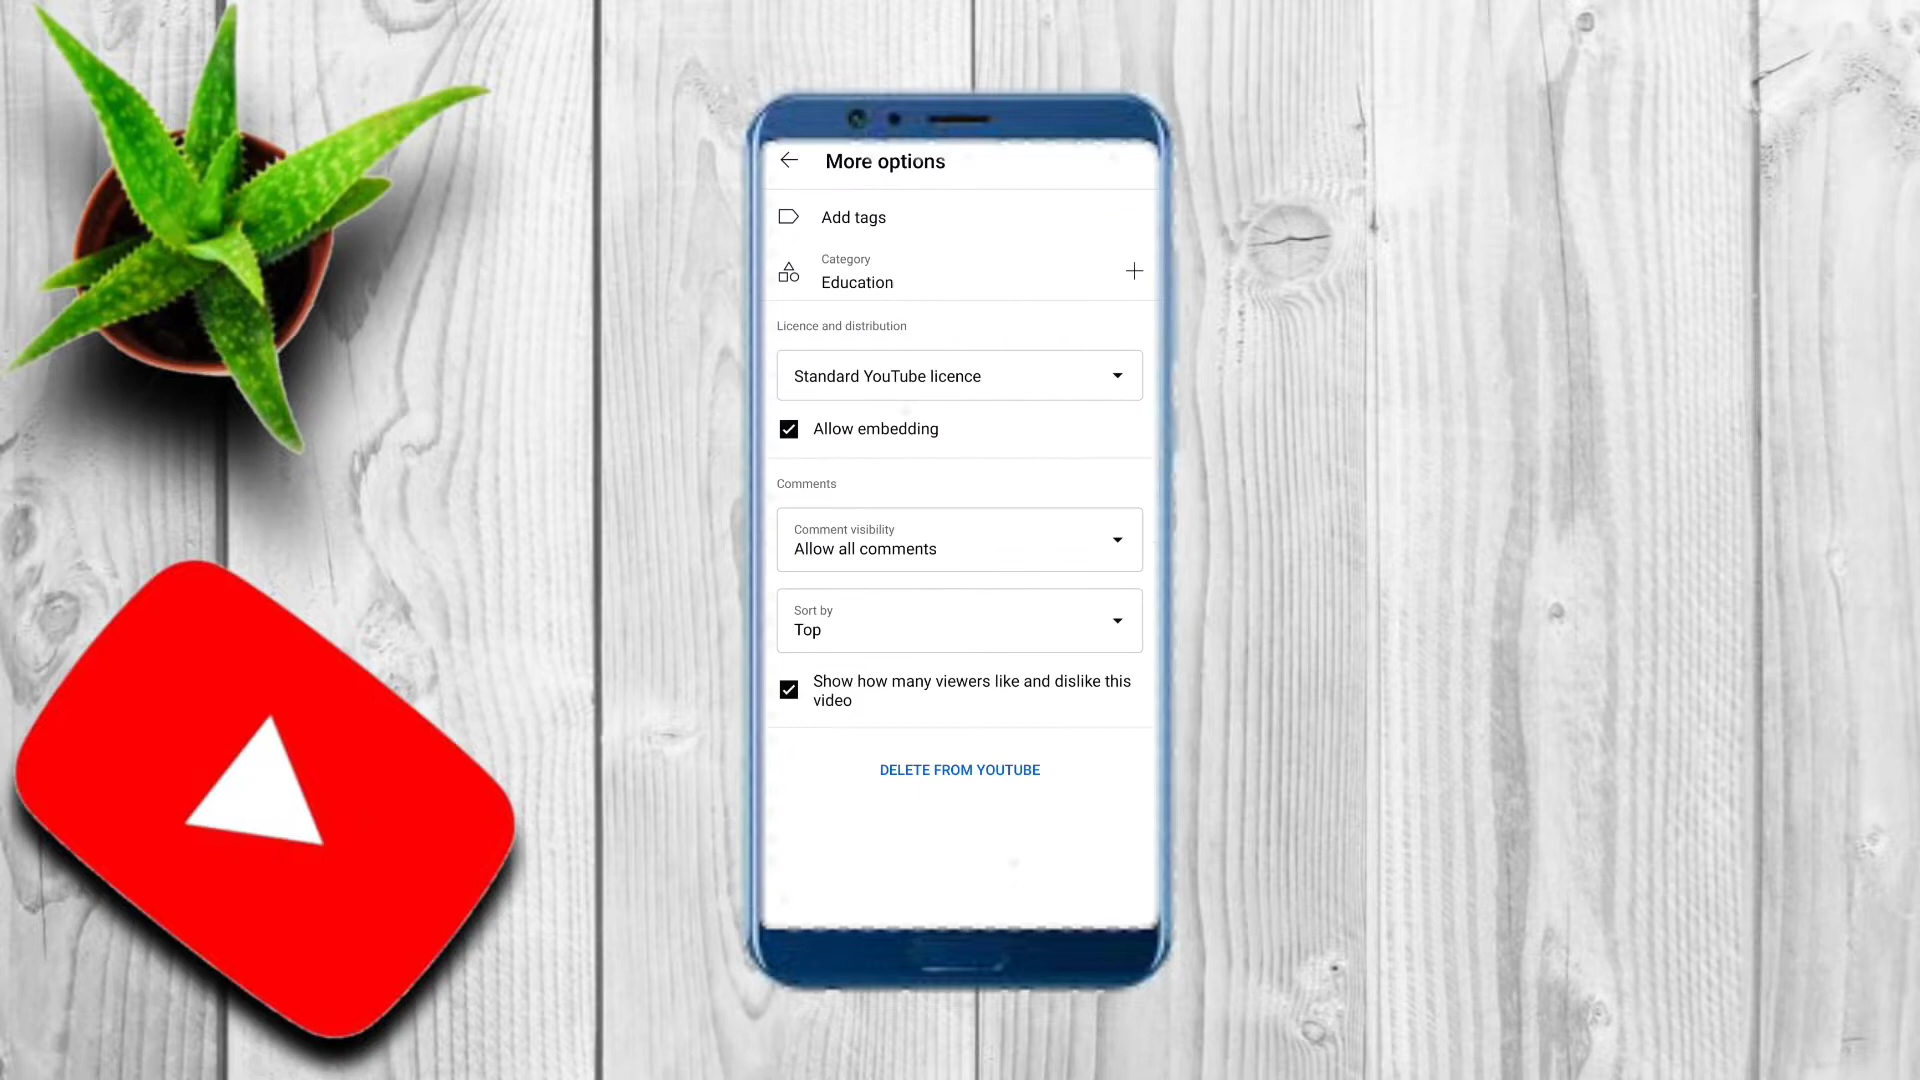 More options
Add tags
Category
Education
Licence and distribution
Standard YouTube licence
Allow embedding
Comments
Comment visibility
Allow all comments
Sort by
Top
Show how many viewers like and dislike this
video
DELETE FROM YOUTUBE